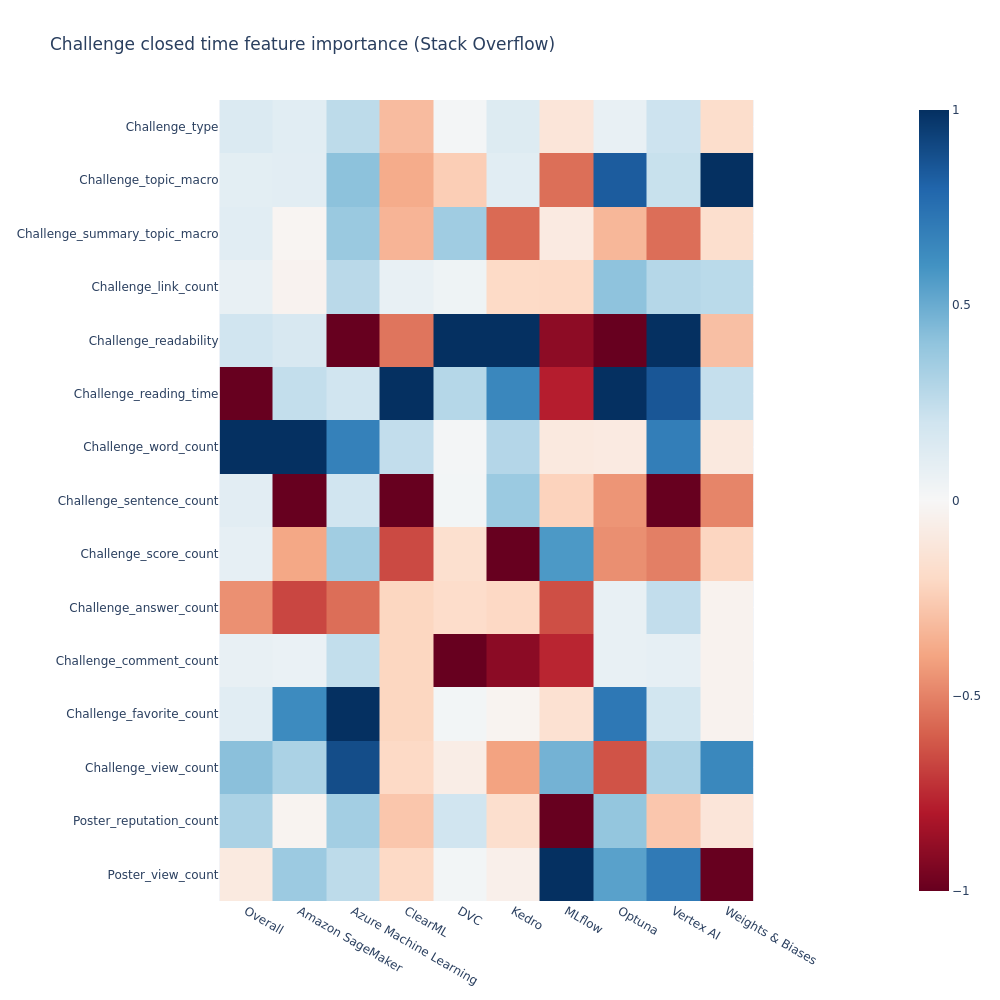 Challenge closed time feature importance (Stack Overflow)
Challenge_type
Challenge_topic_macro
Challenge_summary_topic_macro
Challenge_link_count
Challenge_readability
Challenge_reading_time
Challenge_word_count
Challenge_sentence_count
Challenge_score_count
Challenge_answer_count
Challenge_comment_count
Challenge_favorite_count
Challenge_view_count
Poster_reputation_count
Poster_view_count
Overall
Amazon SageMaker
Azure Machine Learning
ClearML
DVC
Kedro
MLflow
Optuna
Vertex AI
Weights & Biases
1
0.5
0
−0.5
−1